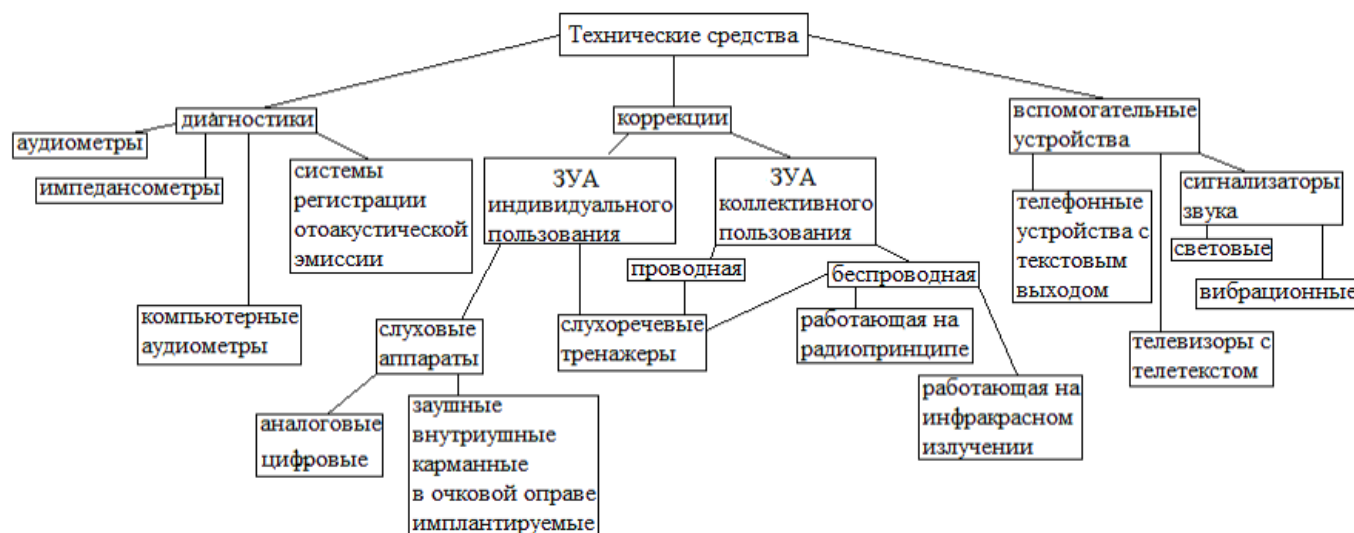 Технические средства
диагностики
коррекции
вспомогательные
устройства
аудиометры
импедансометры
системы
регистрации
отоакустической
эмиссии
компьютерные
аудиометры
ЗУА
индивидуального
пользования
ЗУА
коллективного
пользования
проводная
беспроводная
слуховые
аппараты
слухоречевые
тренажеры
работающая на
радиопринципе
работающая на
инфракрасном
излучении
аналоговые
цифровые
заушные
внутриушные
карманные
в очковой оправе
имплантируемые
телефонные
устройства с
текстовым
выходом
сигнализаторы
звука
световые
вибрационные
телевизоры с
телетекстом